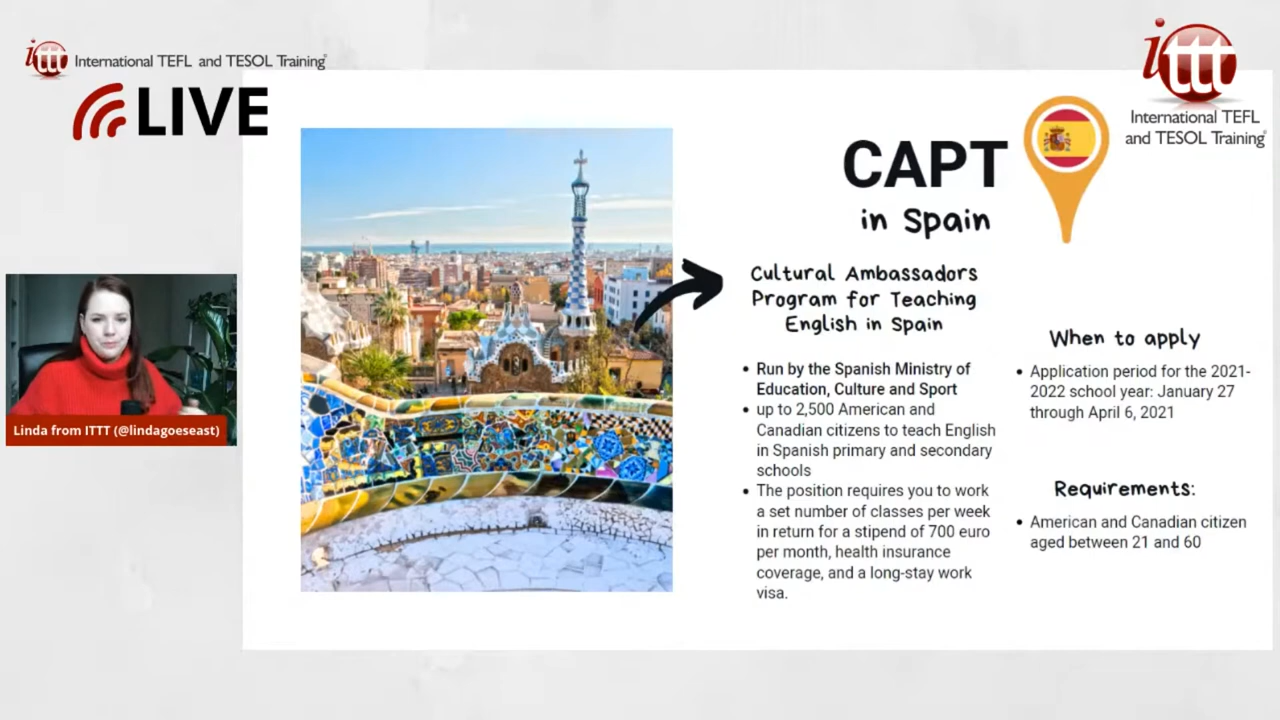 ittt International TEFL and TESOL Training
LIVE
Linda from ITTT (@lindagoeseast)
ittt
International TEFL
and TESOL Training
CAPT
in Spain
Cultural Ambassadors
Program for Teaching
English in Spain
• Run by the Spanish Ministry of
Education, Culture and Sport
• up to 2,500 American and
Canadian citizens to teach English
in Spanish primary and secondary
schools
• The position requires you to work
a set number of classes per week
in return for a stipend of 700 euro
per month, health insurance
coverage, and a long-stay work
visa.
When to apply
• Application period for the 2021-
2022 school year: January 27
through April 6, 2021
Requirements:
• American and Canadian citizen
aged between 21 and 60